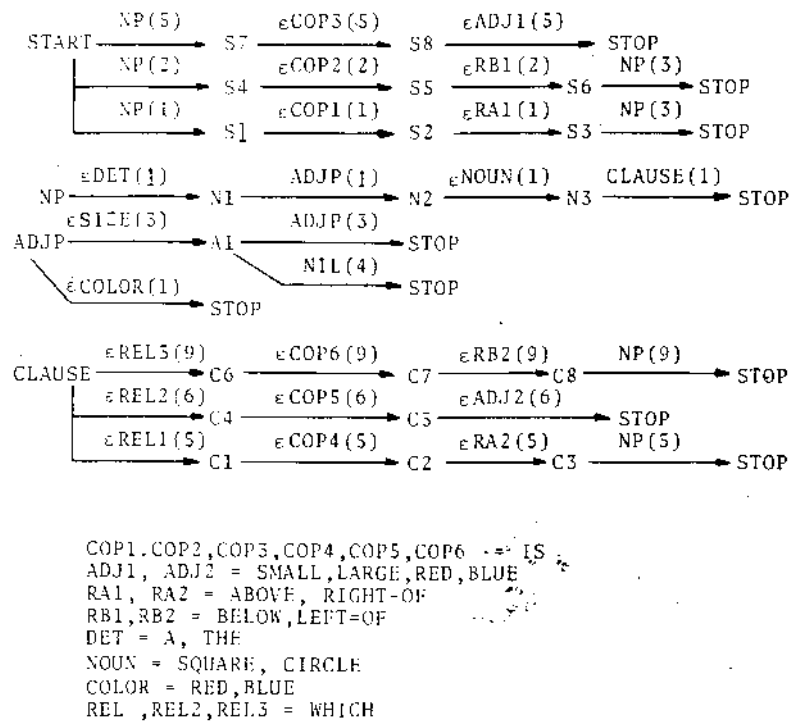 NP(5) εCOP3(5) εADJ1(5)
START S7 S8 STOP
NP(2) εCOP2(2) εRB1(2) NP(3)
S4 S5 S6 STOP
NP(1) εCOP1(1) εRA1(1) NP(3)
S1 S2 S3 STOP
εDET(1) ADJP(1) εNOUN(1) CLAUSE(1)
NP N1 N2 N3 STOP
εSIZE(3) ADJP(3)
ADJP A1 STOP
NIL(4)
εCOLOR(1) STOP
STOP
εREL3(9) εCOP6(9) εRB2(9) NP(9)
CLAUSE C6 C7 C8 STOP
εREL2(6) εCOP5(6) εADJ2(6)
C4 C5 STOP
εREL1(5) εCOP4(5) εRA2(5) NP(5)
C1 C2 C3 STOP
COP1.COP2,COP3,COP4,COP5,COP6 = IS
ADJ1, ADJ2 = SMALL,LARGE,RED,BLUE
RA1, RA2 = ABOVE, RIGHT-OF
RB1,RB2 = BELOW,LEFT=OF
DET = A, THE
NOUN = SQUARE, CIRCLE
COLOR = RED,BLUE
REL ,REL2,REL3 = WHICH